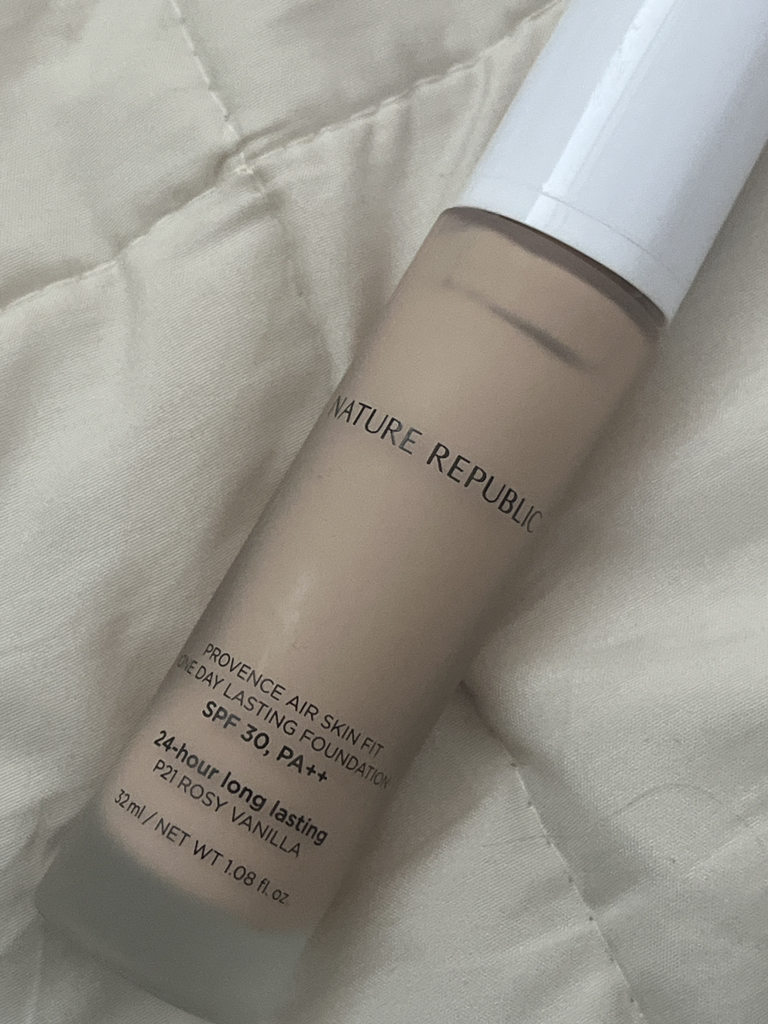 NATURE REPUBLIC
PROVENCE AIR SKIN FIT
ONE DAY LASTING FOUNDATION
SPF 30, PA++
24-hour long lasting
P21 ROSY VANILLA
32ml / NET WT 1.08 fl. oz.